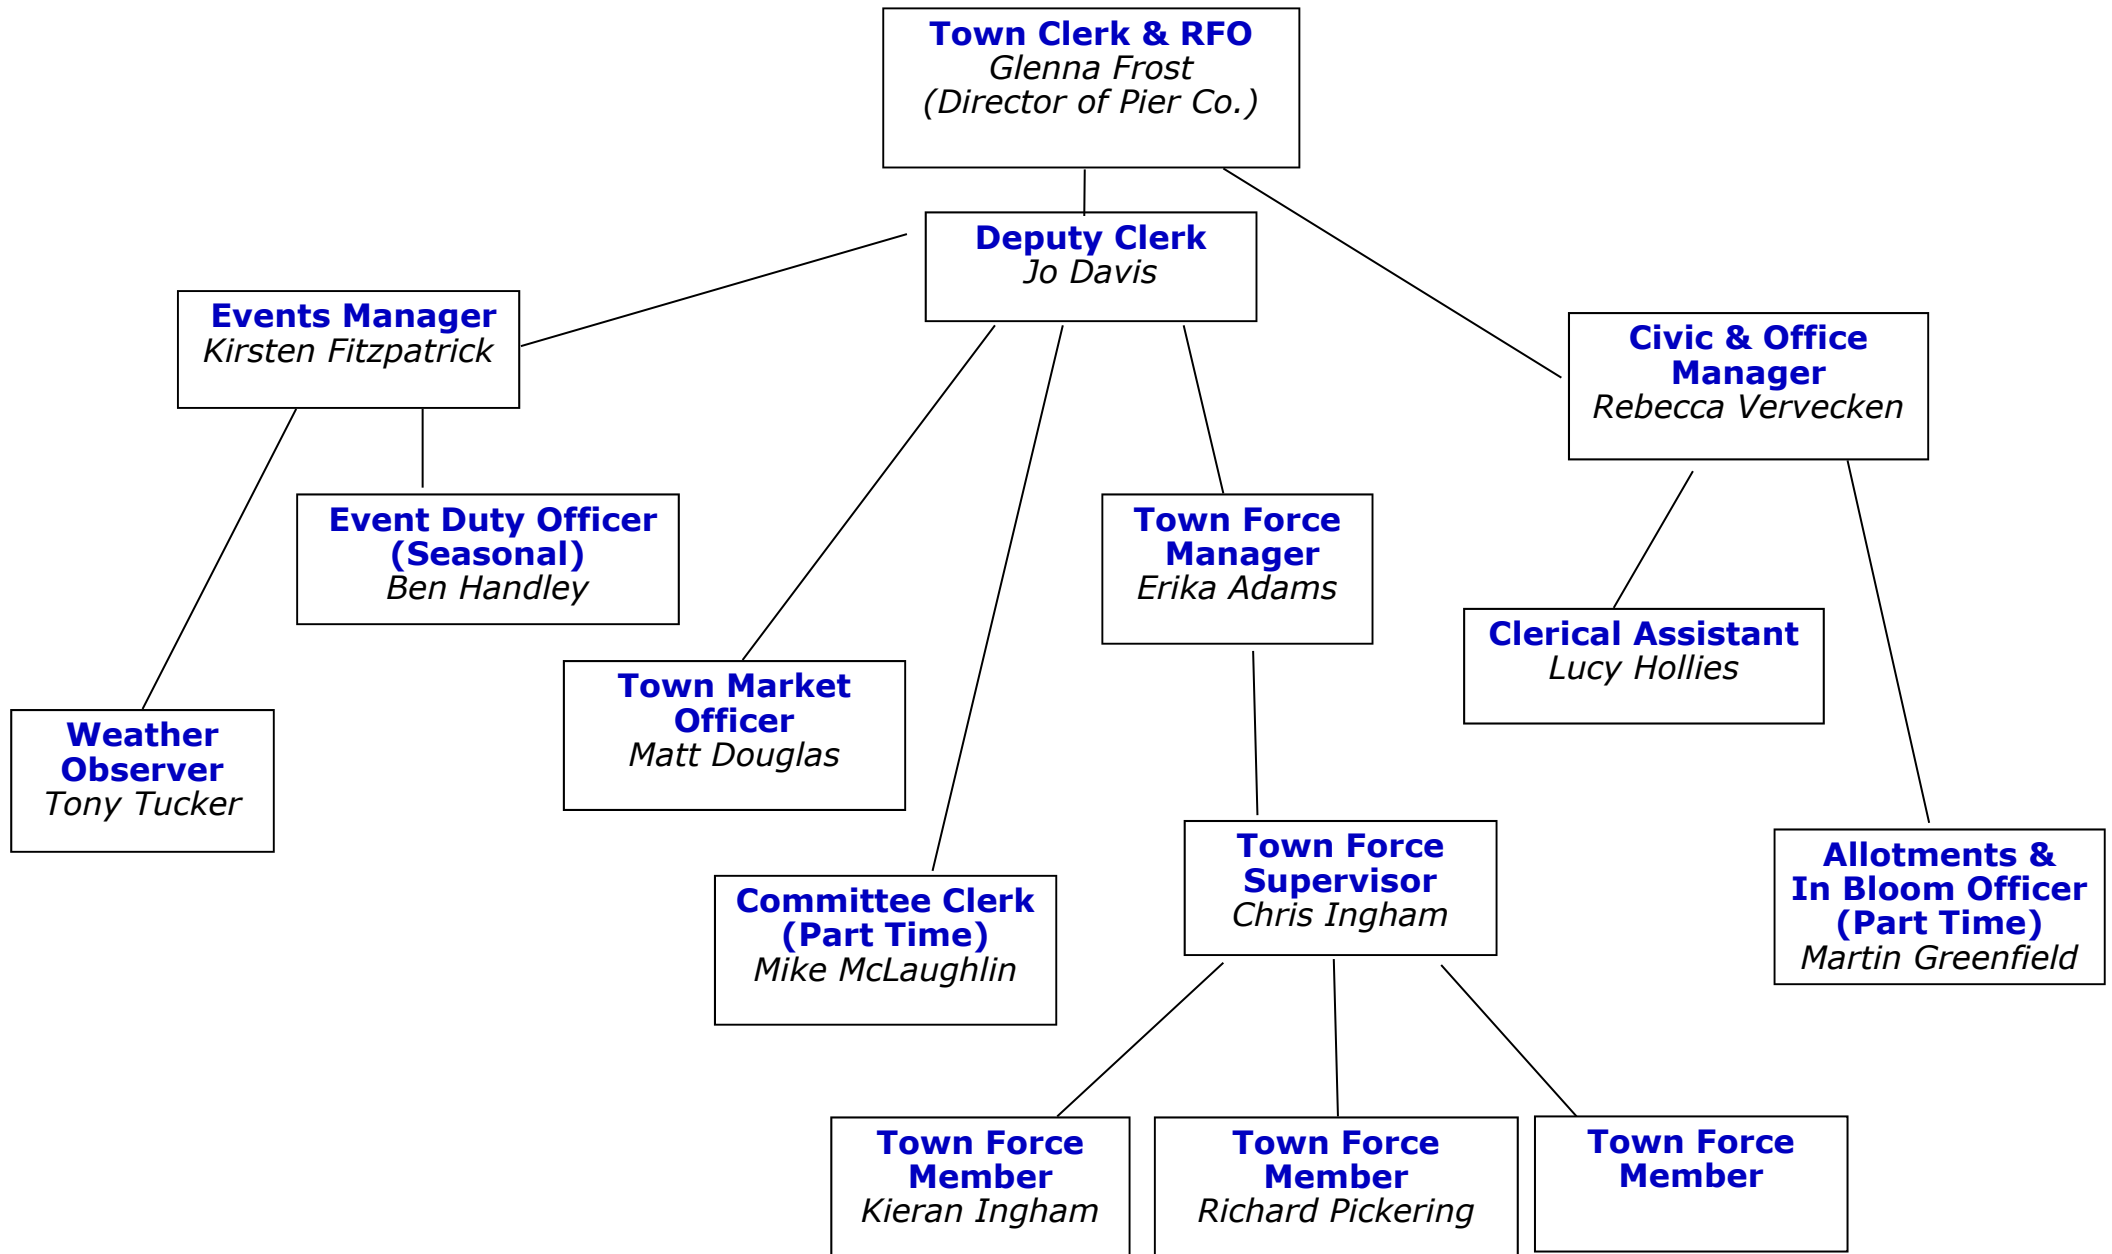 Town Clerk & RFO
Glenna Frost
(Director of Pier Co.)
Deputy Clerk
Jo Davis
Events Manager
Kirsten Fitzpatrick
Civic & Office
Manager
Rebecca Vervecken
Event Duty Officer
(Seasonal)
Ben Handley
Town Force
Manager
Erika Adams
Clerical Assistant
Lucy Hollies
Town Market
Officer
Matt Douglas
Weather
Observer
Tony Tucker
Town Force
Supervisor
Chris Ingham
Allotments &
In Bloom Officer
(Part Time)
Martin Greenfield
Committee Clerk
(Part Time)
Mike McLaughlin
Town Force
Member
Kieran Ingham
Town Force
Member
Richard Pickering
Town Force
Member